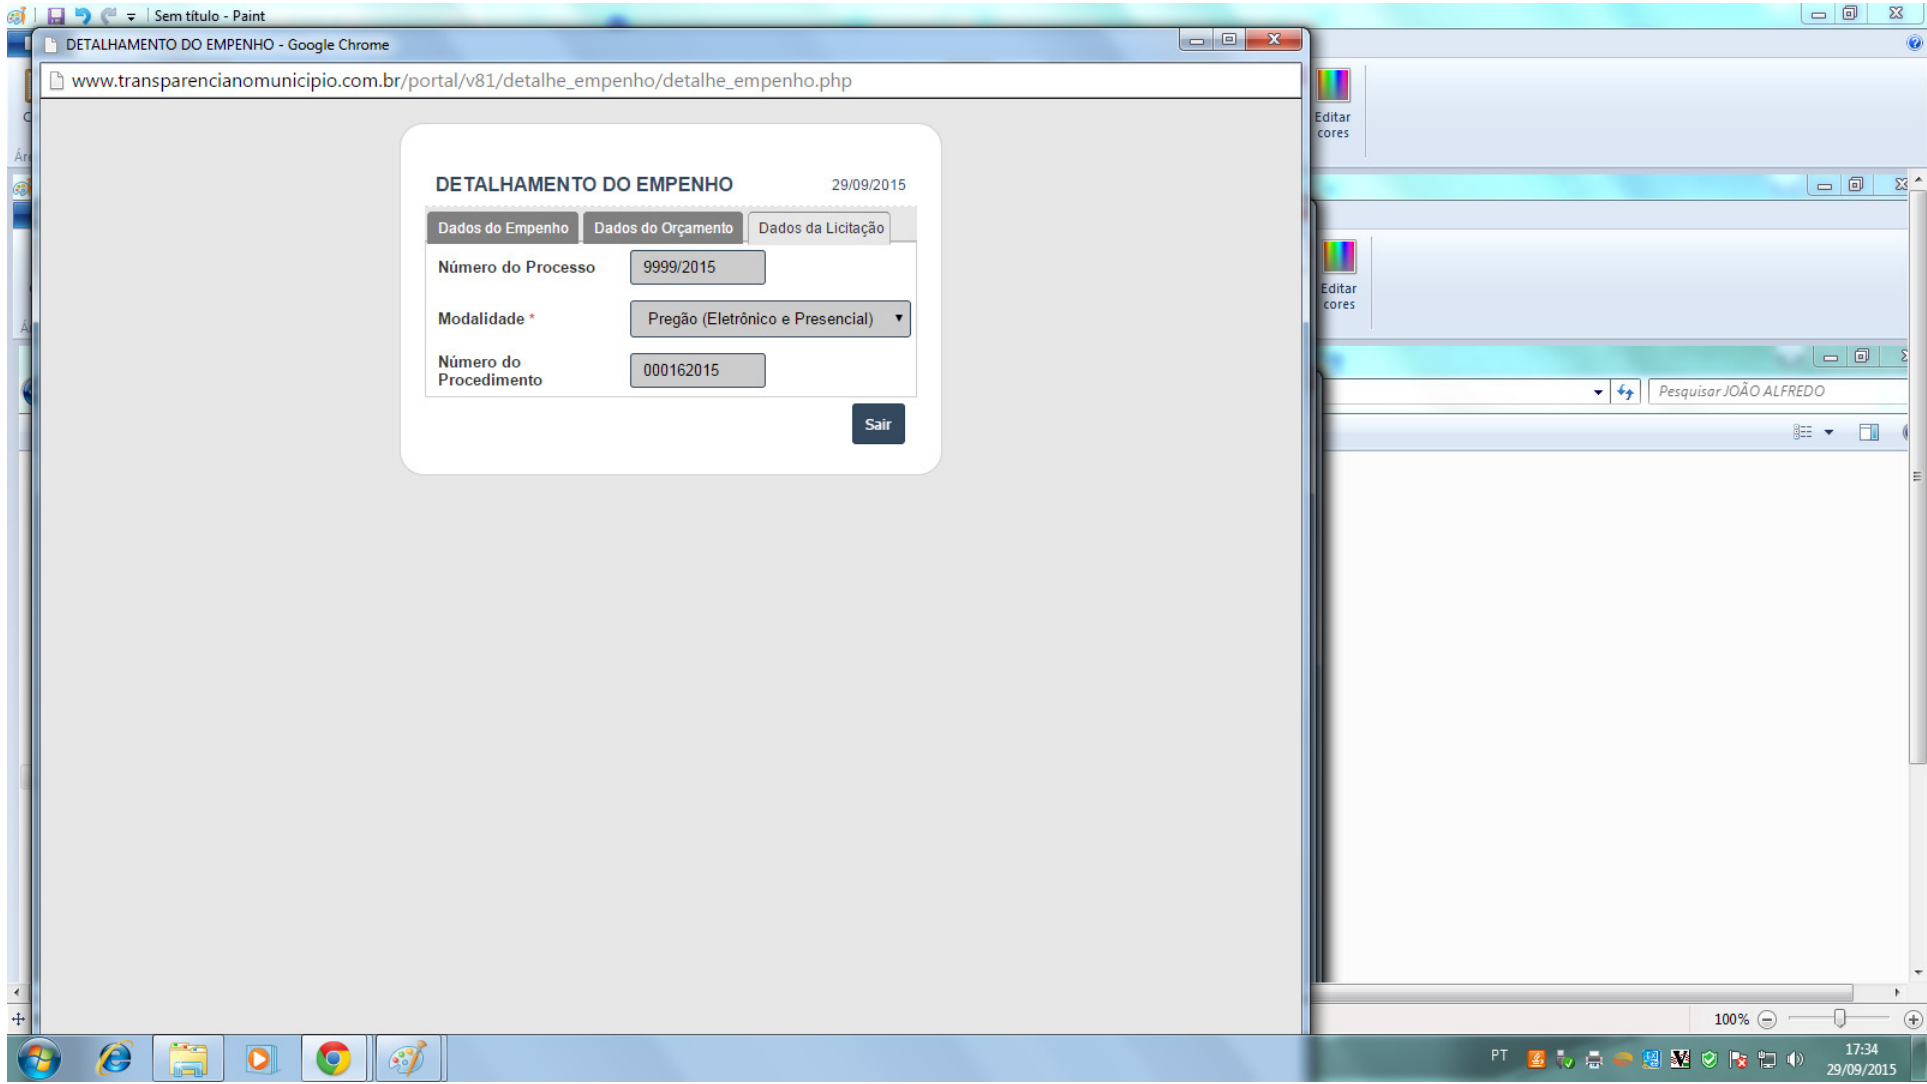 Sem título - Paint
DETALHAMENTO DO EMPENHO - Google Chrome
www.transparencianomunicipio.com.br/portal/v81/detalhe_empenho/detalhe_empenho.php
Editar
cores
DETALHAMENTO DO EMPENHO 29/09/2015
Dados do Empenho Dados do Orçamento Dados da Licitação
Número do Processo 9999/2015
Modalidade * Pregão (Eletrônico e Presencial)
Número do
Procedimento 000162015
Sair
Editar
cores
Pesquisar JOÃO ALFREDO
100%
PT 17:34
29/09/2015